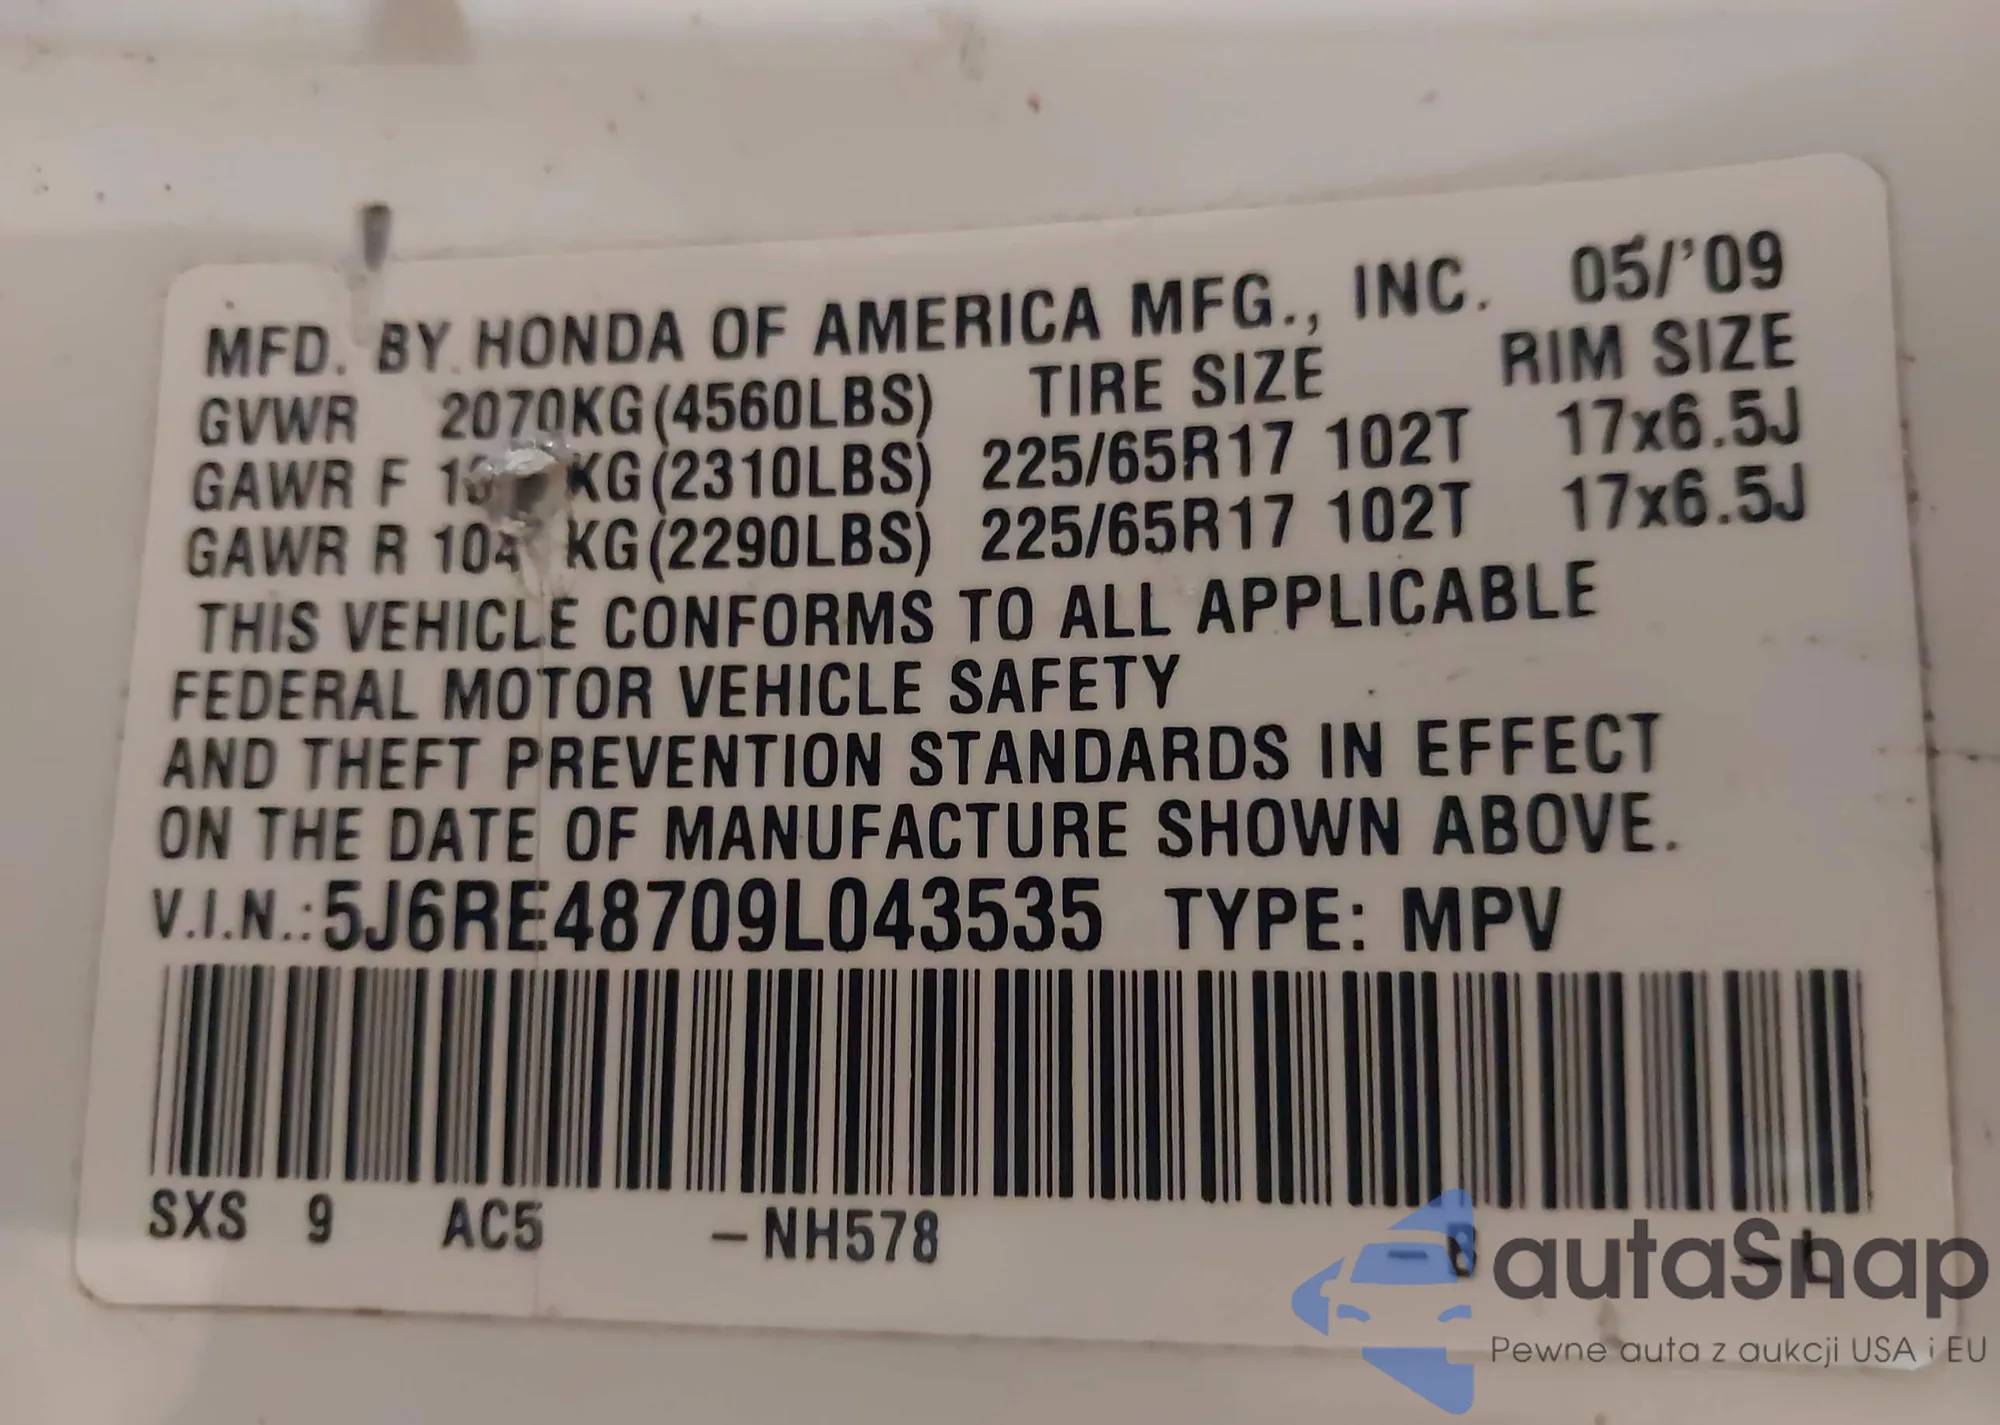 MFD. BY HONDA OF AMERICA MFG., INC. 05/'09
GVWR 2070KG(4560LBS) TIRE SIZE RIM SIZE
GAWR F KG(2310LBS) 225/65R17 102T 17x6.5J
GAWR R 104 KG(2290LBS) 225/65R17 102T 17x6.5J
THIS VEHICLE CONFORMS TO ALL APPLICABLE
FEDERAL MOTOR VEHICLE SAFETY
AND THEFT PREVENTION STANDARDS IN EFFECT
ON THE DATE OF MANUFACTURE SHOWN ABOVE.
V.I.N.:5J6RE48709L043535 TYPE: MPV
SXS 9 AC5 -NH578
autaSnap
Pewne auta z aukcji USA i EU